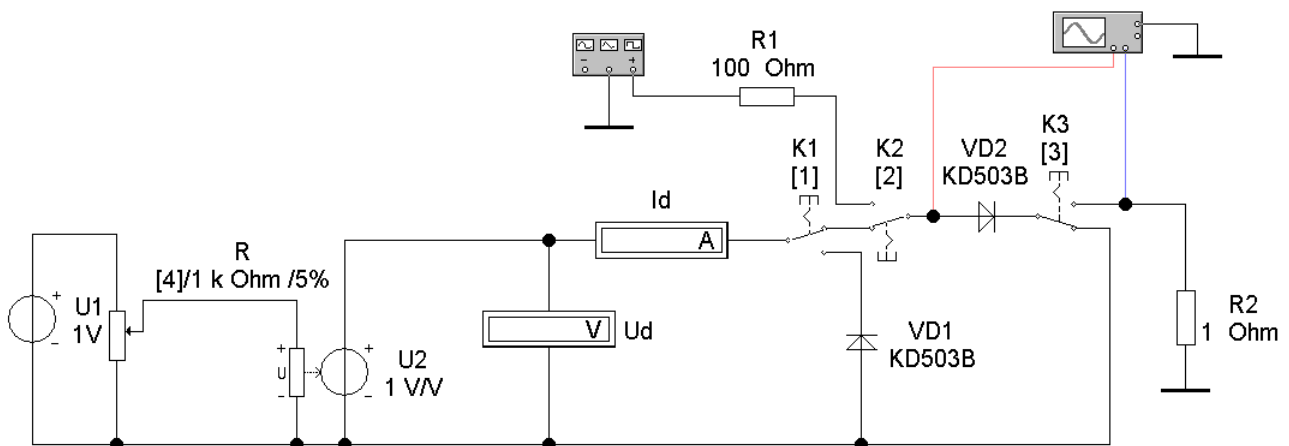 R1
100 Ohm
K1
[1]
K2
[2]
VD2
KD503B
K3
[3]
Id
A
R
[4]/1 k Ohm /5%
U1
1V
U
U2
1 V/V
V
Ud
VD1
KD503B
R2
1 Ohm